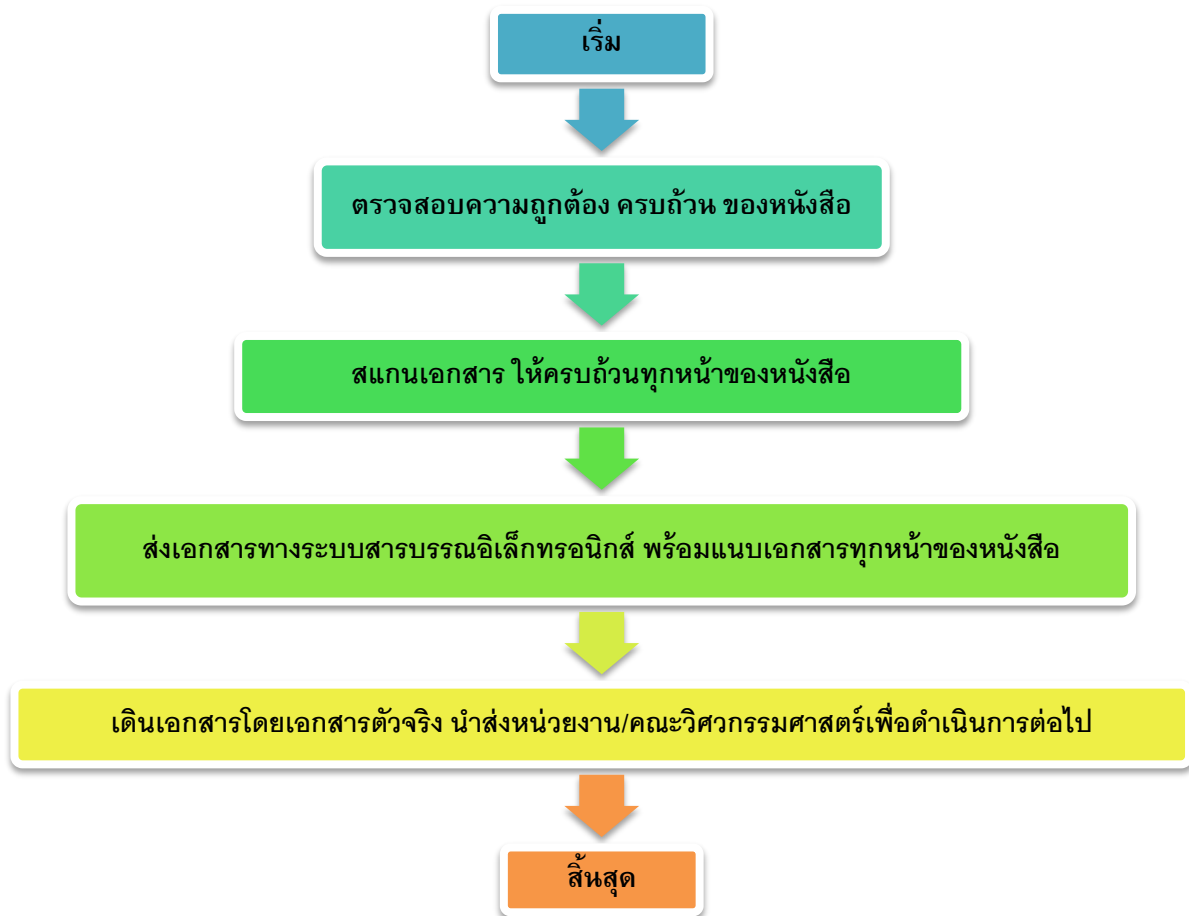 เริ่ม
ตรวจสอบความถูกต้อง ครบถ้วน ของหนังสือ
สแกนเอกสาร ให้ครบถ้วนทุกหน้าของหนังสือ
ส่งเอกสารทางระบบสารบรรณอิเล็กทรอนิกส์ พร้อมแนบเอกสารทุกหน้าของหนังสือ
เดินเอกสารโดยเอกสารตัวจริง นำส่งหน่วยงาน/คณะวิศวกรรมศาสตร์เพื่อดำเนินการต่อไป
สิ้นสุด